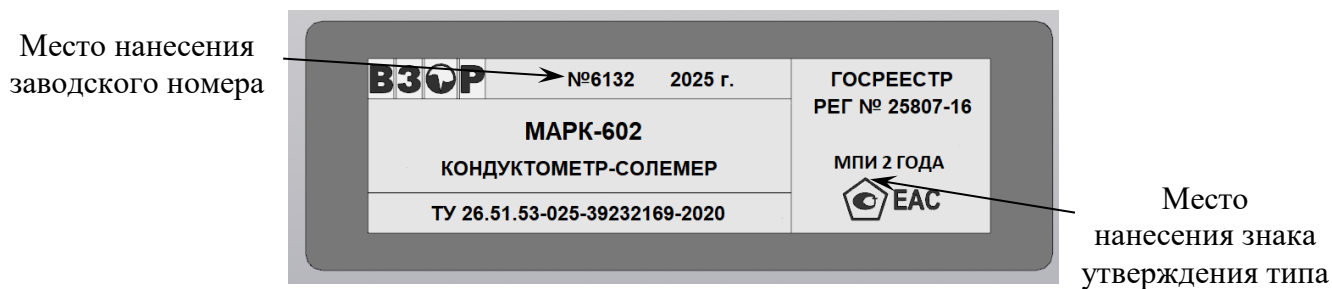 Место нанесения
заводского номера
ВЗОР №6132 2025 г.
МАРК-602
КОНДУКТОМЕТР-СОЛЕМЕР
ТУ 26.51.53-025-39232169-2020
ГОСРЕЕСТР
РЕГ № 25807-16
МПИ 2 ГОДА
ЕАС
Место
нанесения знака
утверждения типа